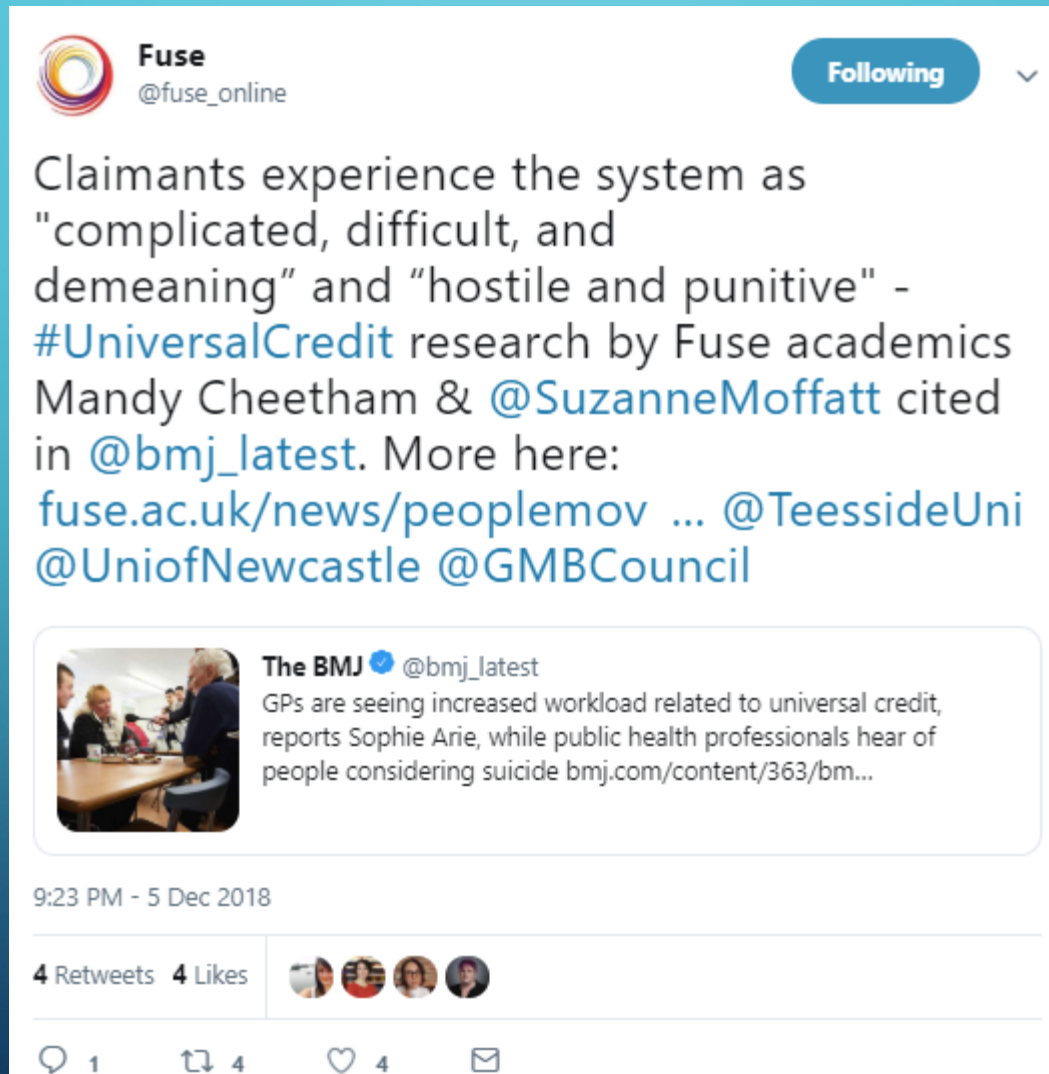 Fuse
@fuse_online
Following
Claimants experience the system as
"complicated, difficult, and
demeaning” and “hostile and punitive" -
#UniversalCredit research by Fuse academics
Mandy Cheetham & @SuzanneMoffatt cited
in @bmj_latest. More here:
fuse.ac.uk/news/peoplemov ... @TeessideUni
@UniofNewcastle @GMBCouncil
The BMJ @bmj_latest
GPs are seeing increased workload related to universal credit,
reports Sophie Arie, while public health professionals hear of
people considering suicide bmj.com/content/363/bm...
9:23 PM - 5 Dec 2018
4 Retweets 4 Likes
1 4 4